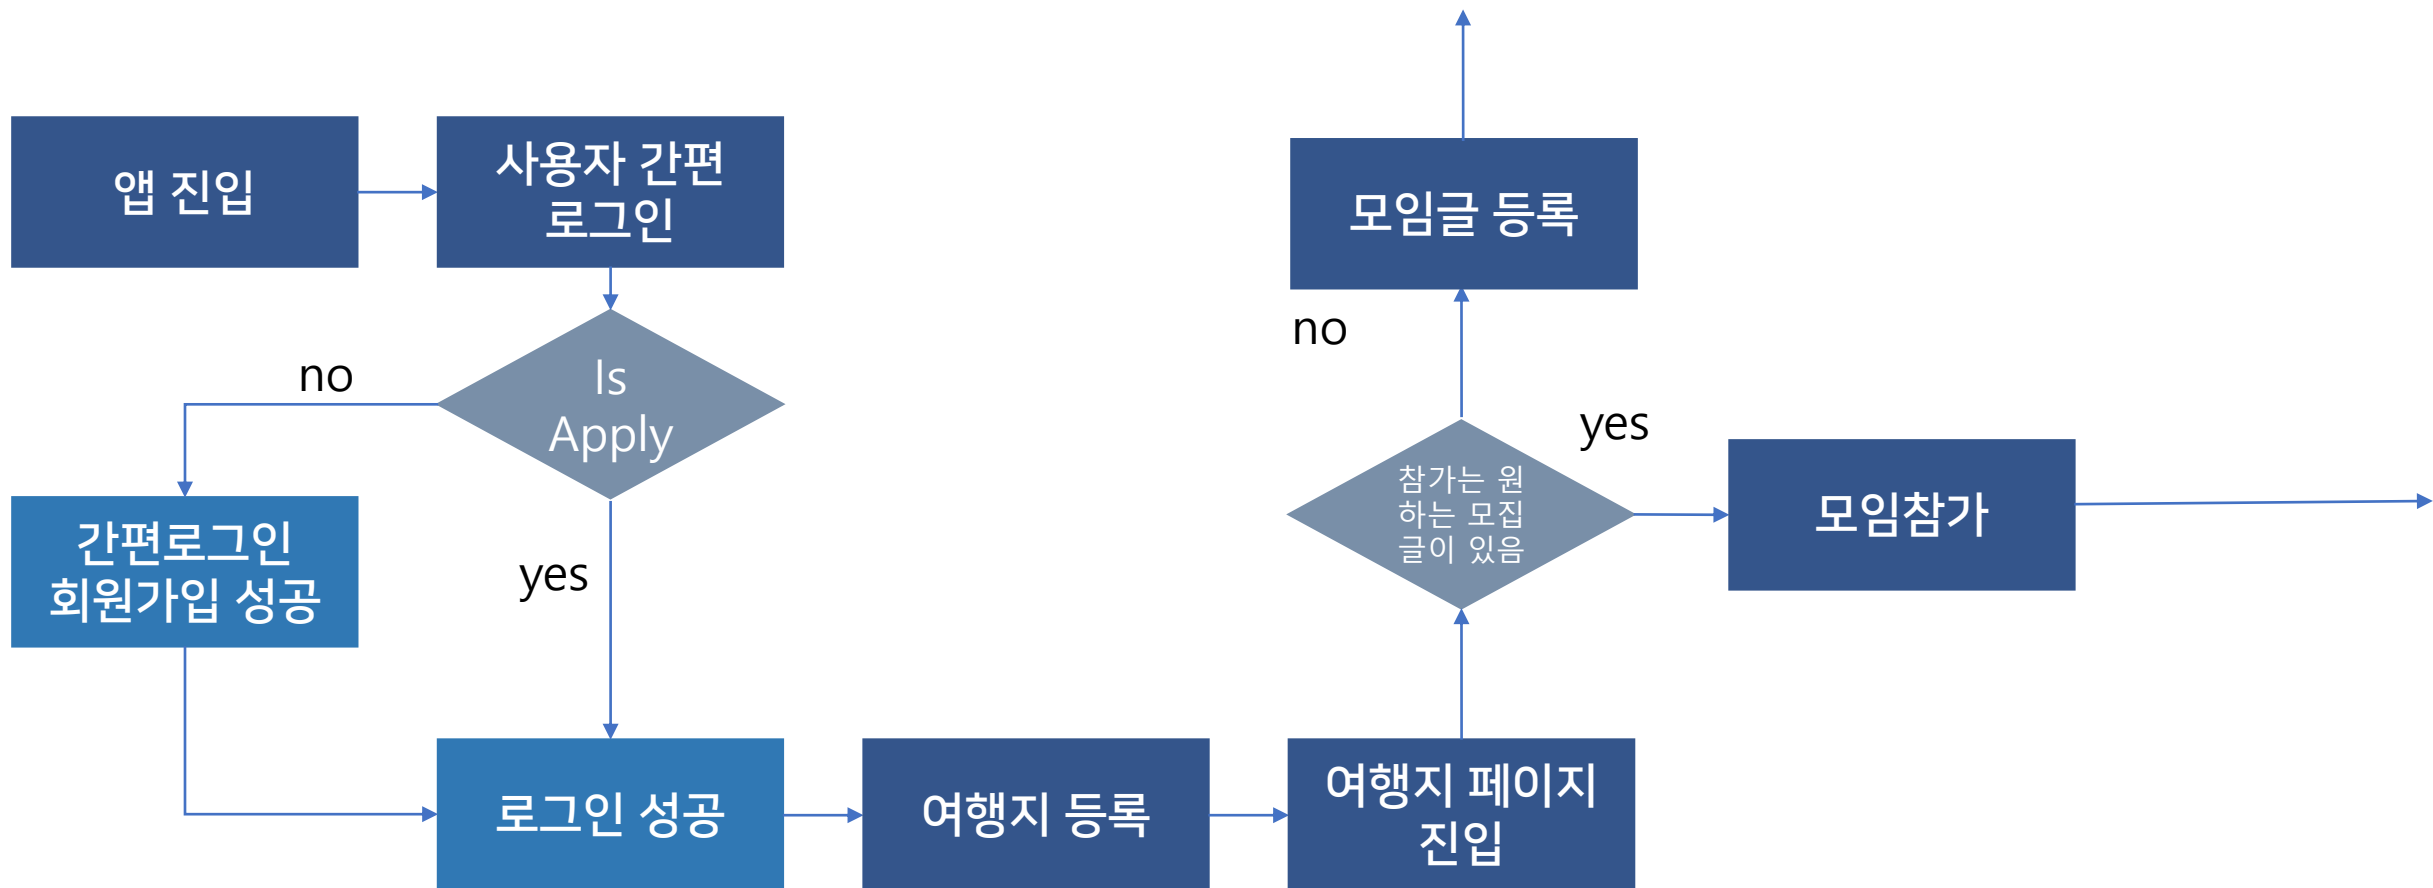 앱 진입
사용자 간편
로그인
Is
Apply
no
yes
간편로그인
회원가입 성공
로그인 성공
여행지 등록
여행지 페이지
진입
참가는 원
하는 모집
글이 있음
no
yes
모임글 등록
모임참가